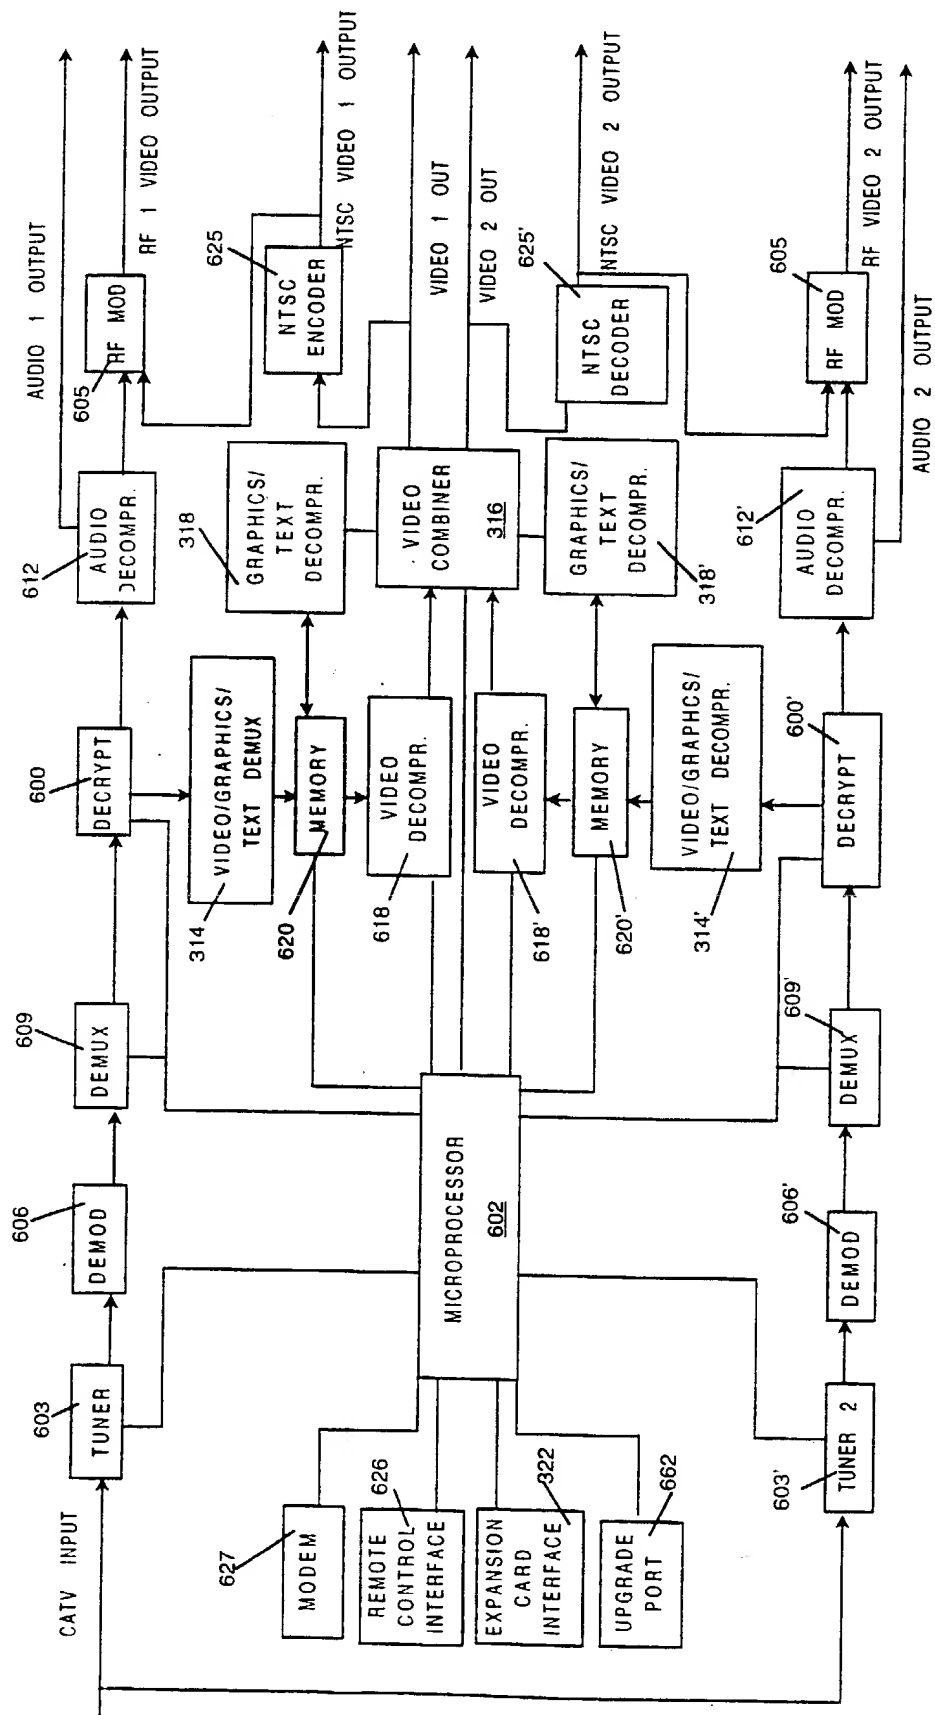 CATV INPUT
603
TUNER
606
DEMOD
609
DEMUX
600
DECRYPT
612
AUDIO
DECOMPR.
605
RF MOD
AUDIO 1 OUTPUT
RF 1 VIDEO OUTPUT
314
VIDEO/GRAPHICS/
TEXT DEMUX
318
GRAPHICS/
TEXT
DECOMPR.
625
NTSC
ENCODER
NTSC VIDEO 1 OUTPUT
627
MODEM
620
MEMORY
626
REMOTE
CONTROL
INTERFACE
618
VIDEO
DECOMPR.
VIDEO
COMBINER
316
VIDEO 1 OUT
VIDEO 2 OUT
MICROPROCESSOR
602
322
EXPANSION
CARD
INTERFACE
618'
VIDEO
DECOMPR.
625'
NTSC
DECODER
NTSC VIDEO 2 OUTPUT
662
UPGRADE
PORT
620'
MEMORY
GRAPHICS/
TEXT
DECOMPR.
318'
314'
VIDEO/GRAPHCS/
TEXT DECOMPR.
603'
TUNER 2
606'
DEMOD
609'
DEMUX
600'
DECRYPT
612'
AUDIO
DECOMPR.
605
RF MOD
RF VIDEO 2 OUTPUT
AUDIO 2 OUTPUT